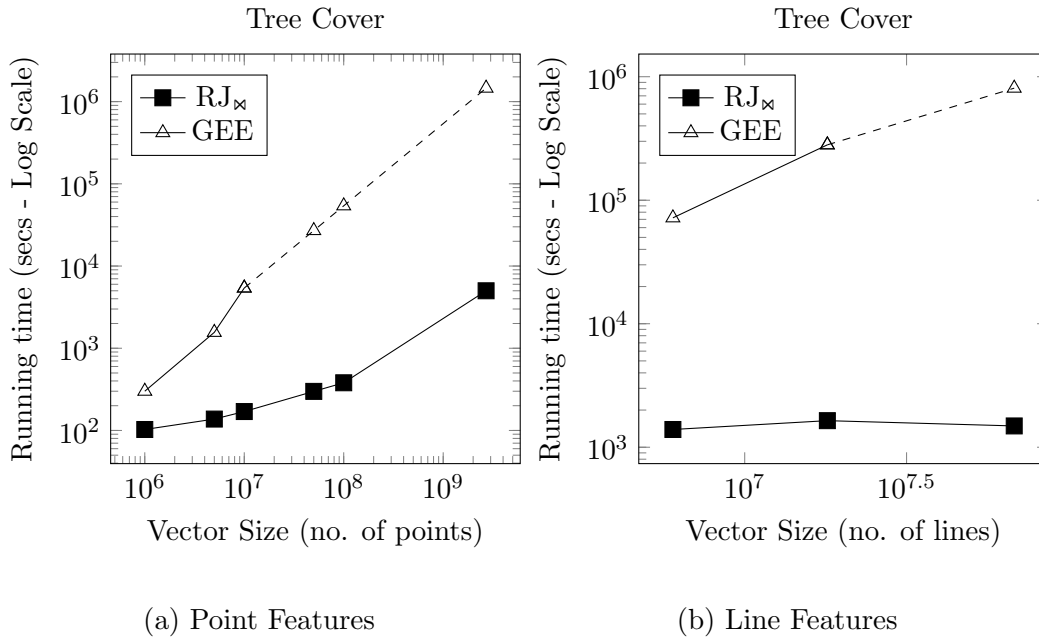 Tree Cover
Running time (secs - Log Scale)
10^6
10^5
10^4
10^3
10^2
RJ⋈
GEE
10^6 10^7 10^8 10^9
Vector Size (no. of points)
(a) Point Features
Tree Cover
Running time (secs - Log Scale)
10^6
10^5
10^4
10^3
RJ⋈
GEE
10^7 10^7.5
Vector Size (no. of lines)
(b) Line Features